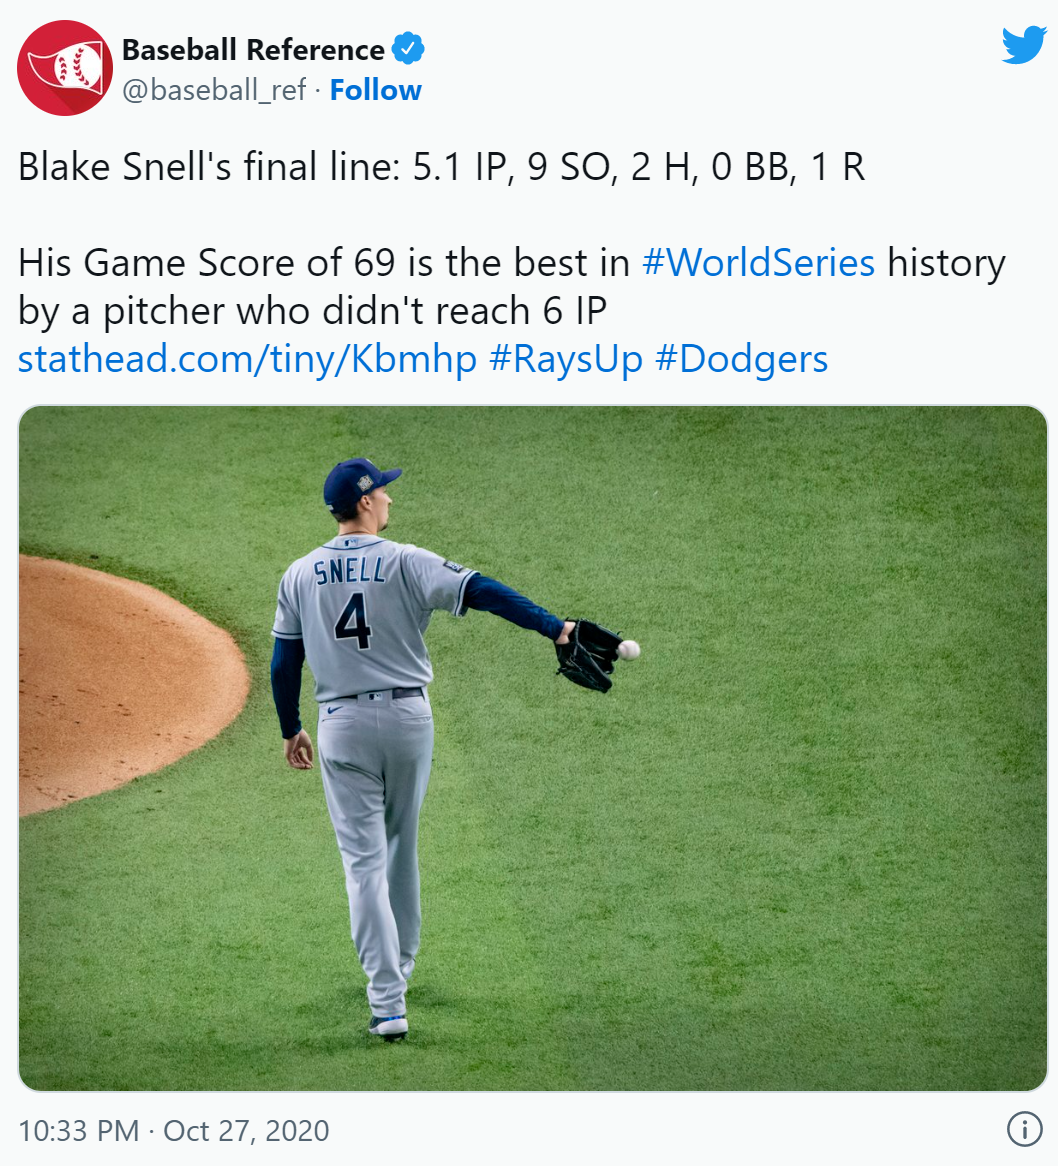 Baseball Reference
@baseball_ref · Follow
Blake Snell's final line: 5.1 IP, 9 SO, 2 H, 0 BB, 1 R
His Game Score of 69 is the best in #WorldSeries history
by a pitcher who didn't reach 6 IP
stathead.com/tiny/Kbmhp #RaysUp #Dodgers
SNELL
4
10:33 PM · Oct 27, 2020